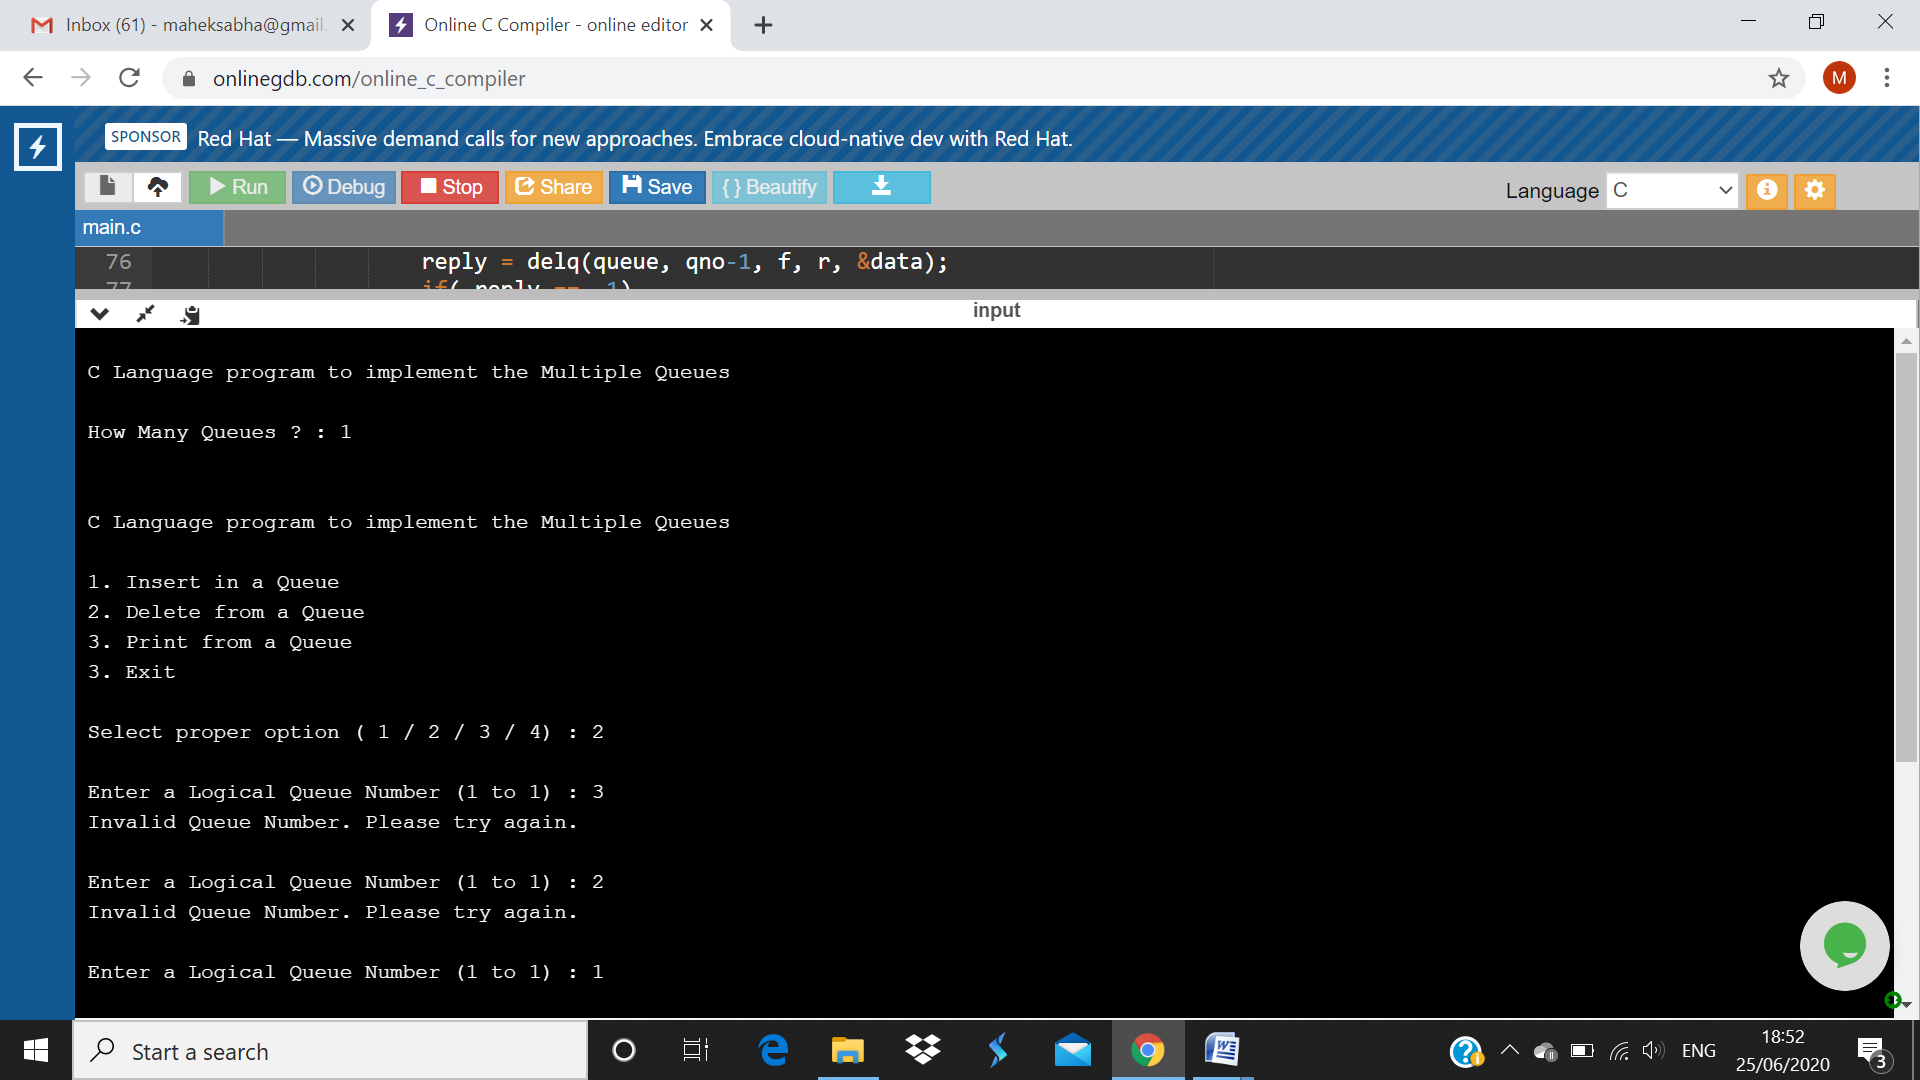 Inbox (61) - maheksabha@gmail.
Online C Compiler - online editor
onlinegdb.com/online_c_compiler
M
SPONSOR Red Hat — Massive demand calls for new approaches. Embrace cloud-native dev with Red Hat.
Run Debug Stop Share Save { } Beautify Language C
main.c
76 reply = delq(queue, qno-1, f, r, &data);
77 if( reply == -1)
input
C Language program to implement the Multiple Queues
How Many Queues ? : 1
C Language program to implement the Multiple Queues
1. Insert in a Queue
2. Delete from a Queue
3. Print from a Queue
3. Exit
Select proper option ( 1 / 2 / 3 / 4) : 2
Enter a Logical Queue Number (1 to 1) : 3
Invalid Queue Number. Please try again.
Enter a Logical Queue Number (1 to 1) : 2
Invalid Queue Number. Please try again.
Enter a Logical Queue Number (1 to 1) : 1
Start a search
ENG
18:52
25/06/2020
3